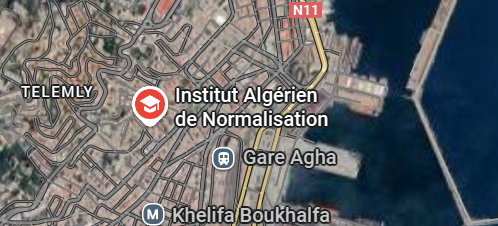 N11
TELEMLY
Institut Algérien
de Normalisation
Gare Agha
M
Khelifa Boukhalfa